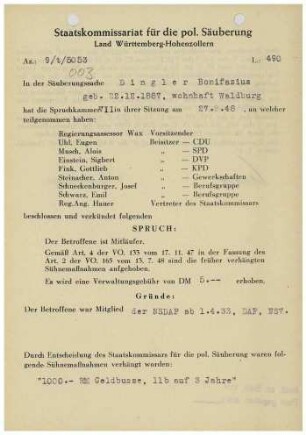 Staatskommissariat für die pol. Säuberung
Land Württemberg-Hohenzollern
Az.: 9/t/5053 L: 490
003
In der Säuberungssache Dingler Bonifazius
geb. 22.12.1887, wohnhaft Waldburg
hat die Spruchkammer VII in ihrer Sitzung am 27.8.48, an welcher
teilgenommen haben:
Regierungsassessor Wax Vorsitzender
Uhl, Eugen Beisitzer — CDU
Musch, Alois „ — SPD
Einstein, Sigbert „ — DVP
Fink, Gottlieb „ — KPD
Steinacher, Anton „ — Gewerkschaften
Schneckenburger, Josef „ — Berufsgruppe
Schwarz, Emil „ — Berufsgruppe
Reg.Ang. Hauer Vertreter des Staatskommissars
beschlossen und verkündet folgenden
SPRUCH:
Der Betroffene ist Mitläufer.
Gemäß Art. 4 der VO. 133 vom 17. 11. 47 in der Fassung des
Art. 2 der VO. 165 vom 13. 7. 48 sind die früher verhängten
Sühnemaßnahmen aufgehoben.
Es wird eine Verwaltungsgebühr von DM 5.-- erhoben.
Gründe:
Der Betroffene war Mitglied der NSDAP ab 1.4.33, DAF, NSV.
Durch Entscheidung des Staatskommissars für die pol. Säuberung waren fol-
gende Sühnemaßnahmen verhängt worden:
"1000.- RM Geldbusse, 11b auf 3 Jahre"